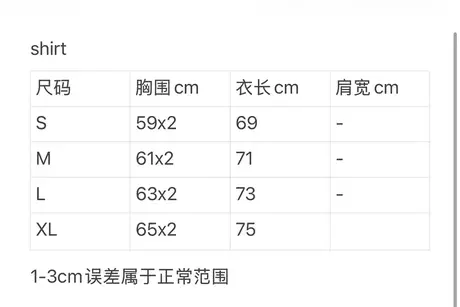 shirt
尺码 胸围cm 衣长cm 肩宽cm
S 59x2 69 -
M 61x2 71 -
L 63x2 73 -
XL 65x2 75
1-3cm误差属于正常范围